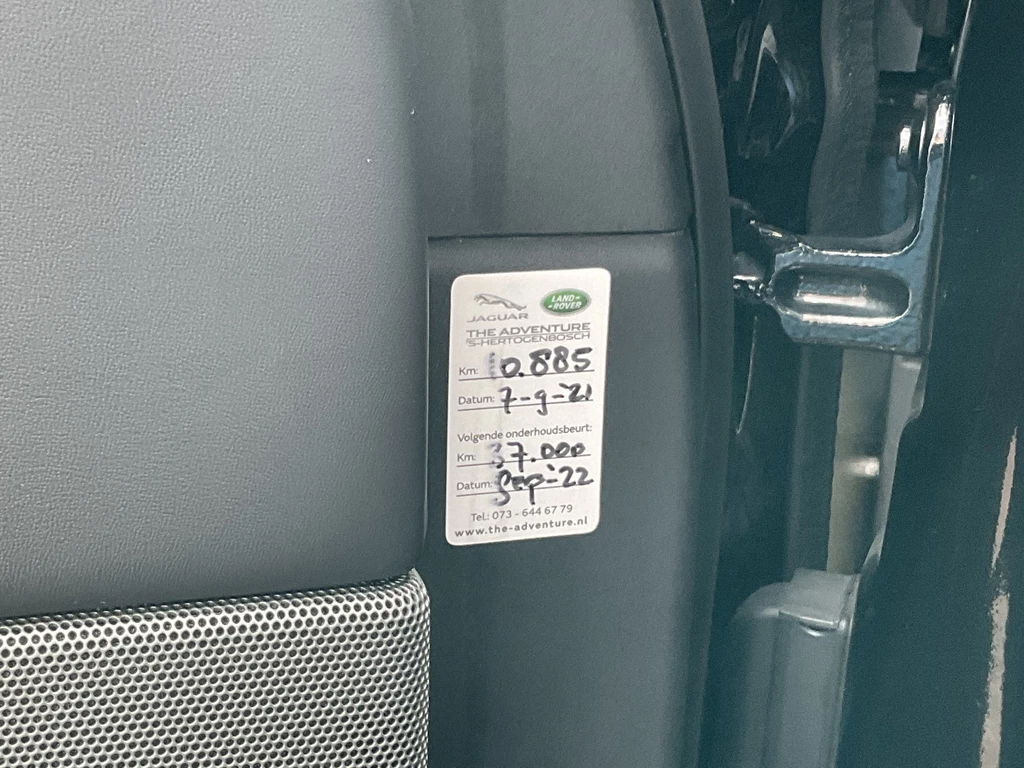 JAGUAR
LAND-
-ROVER
THE ADVENTURE
'S-HERTOGENBOSCH
Km: 10.885
Datum: 7-9-'21
Volgende onderhoudsbeurt:
Km: 37.000
Datum: Sep-'22
Tel.: 073 - 644 67 79
www.the-adventure.nl